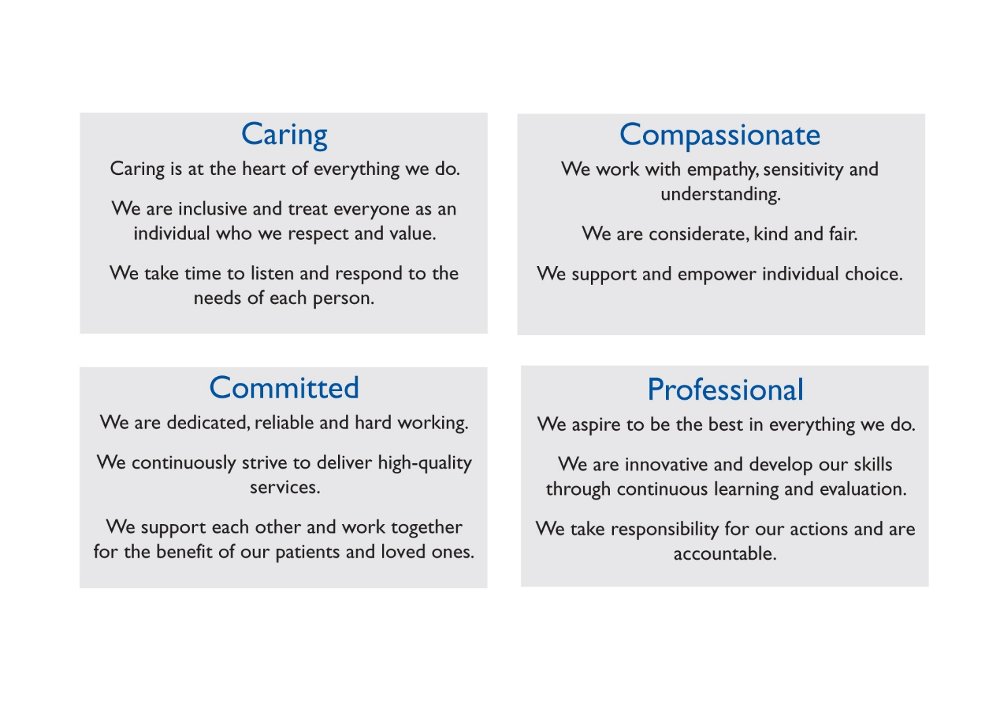 Caring
Caring is at the heart of everything we do.
We are inclusive and treat everyone as an
individual who we respect and value.
We take time to listen and respond to the
needs of each person.
Compassionate
We work with empathy, sensitivity and
understanding.
We are considerate, kind and fair.
We support and empower individual choice.
Committed
We are dedicated, reliable and hard working.
We continuously strive to deliver high-quality
services.
We support each other and work together
for the benefit of our patients and loved ones.
Professional
We aspire to be the best in everything we do.
We are innovative and develop our skills
through continuous learning and evaluation.
We take responsibility for our actions and are
accountable.